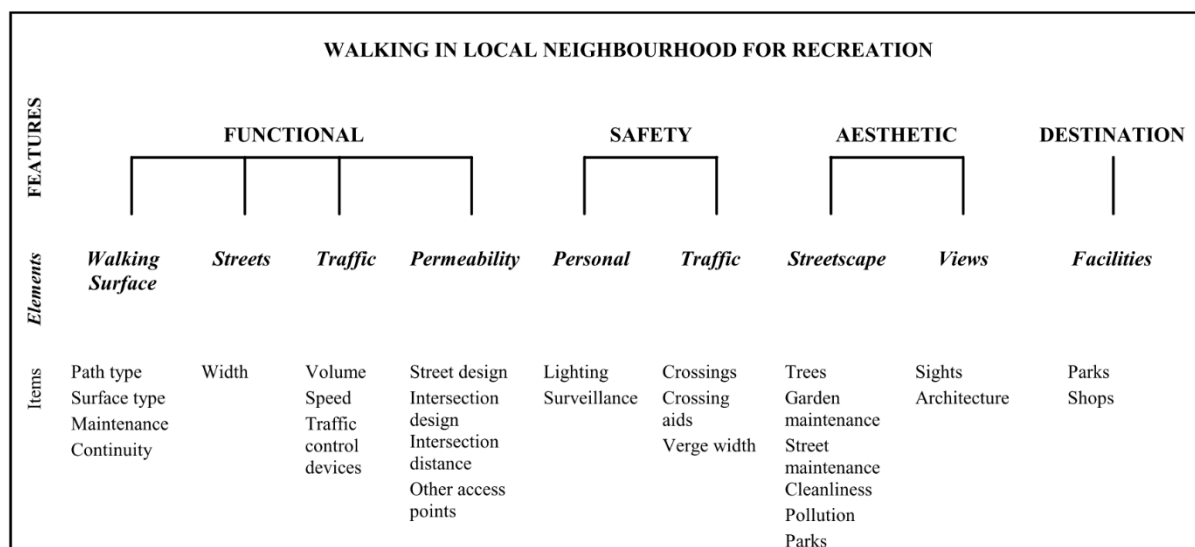 WALKING IN LOCAL NEIGHBOURHOOD FOR RECREATION
FEATURES
FUNCTIONAL SAFETY AESTHETIC DESTINATION
Elements
Walking Surface Streets Traffic Permeability Personal Traffic Streetscape Views Facilities
Items
Path type
Surface type
Maintenance
Continuity
Width
Volume
Speed
Traffic
control
devices
Street design
Intersection
design
Intersection
distance
Other access
points
Lighting
Surveillance
Crossings
Crossing
aids
Verge width
Trees
Garden
maintenance
Street
maintenance
Cleanliness
Pollution
Parks
Sights
Architecture
Parks
Shops